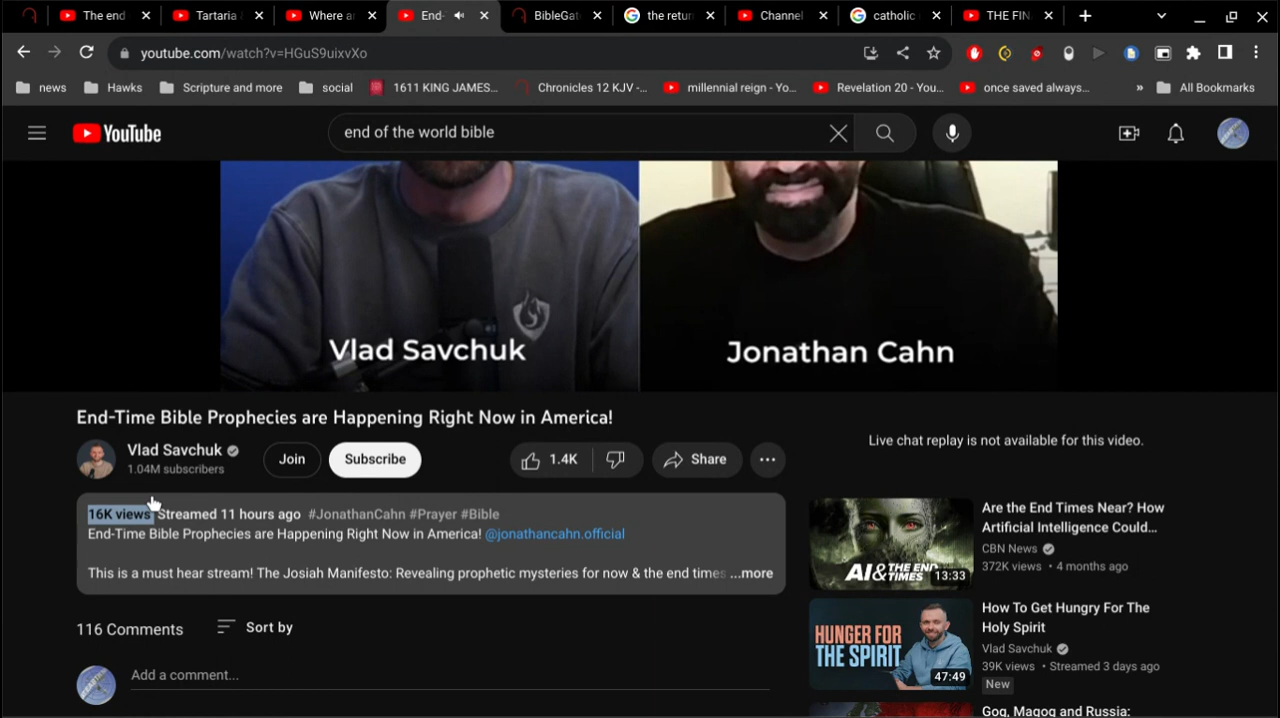 The end
Tartaria
Where a
End-
BibleGat
the retur
Channel
catholic
THE FIN
youtube.com/watch?v=HGuS9uixvXo
news
Hawks
Scripture and more
social
1611 KING JAMES...
Chronicles 12 KJV -...
millennial reign - Yo...
Revelation 20 - You...
once saved always...
»
All Bookmarks
YouTube
end of the world bible
Vlad Savchuk
Jonathan Cahn
End-Time Bible Prophecies are Happening Right Now in America!
Vlad Savchuk
1.04M subscribers
Join
Subscribe
1.4K
Share
16K views Streamed 11 hours ago #JonathanCahn #Prayer #Bible
End-Time Bible Prophecies are Happening Right Now in America! @jonathancahn.official
This is a must hear stream! The Josiah Manifesto: Revealing prophetic mysteries for now & the end times ...more
116 Comments
Sort by
Add a comment...
Live chat replay is not available for this video.
AI & THE END TIMES
13:33
Are the End Times Near? How
Artificial Intelligence Could...
CBN News
372K views • 4 months ago
HUNGER FOR
THE SPIRIT
47:49
How To Get Hungry For The
Holy Spirit
Vlad Savchuk
39K views • Streamed 3 days ago
New
Gog, Magog and Russia: